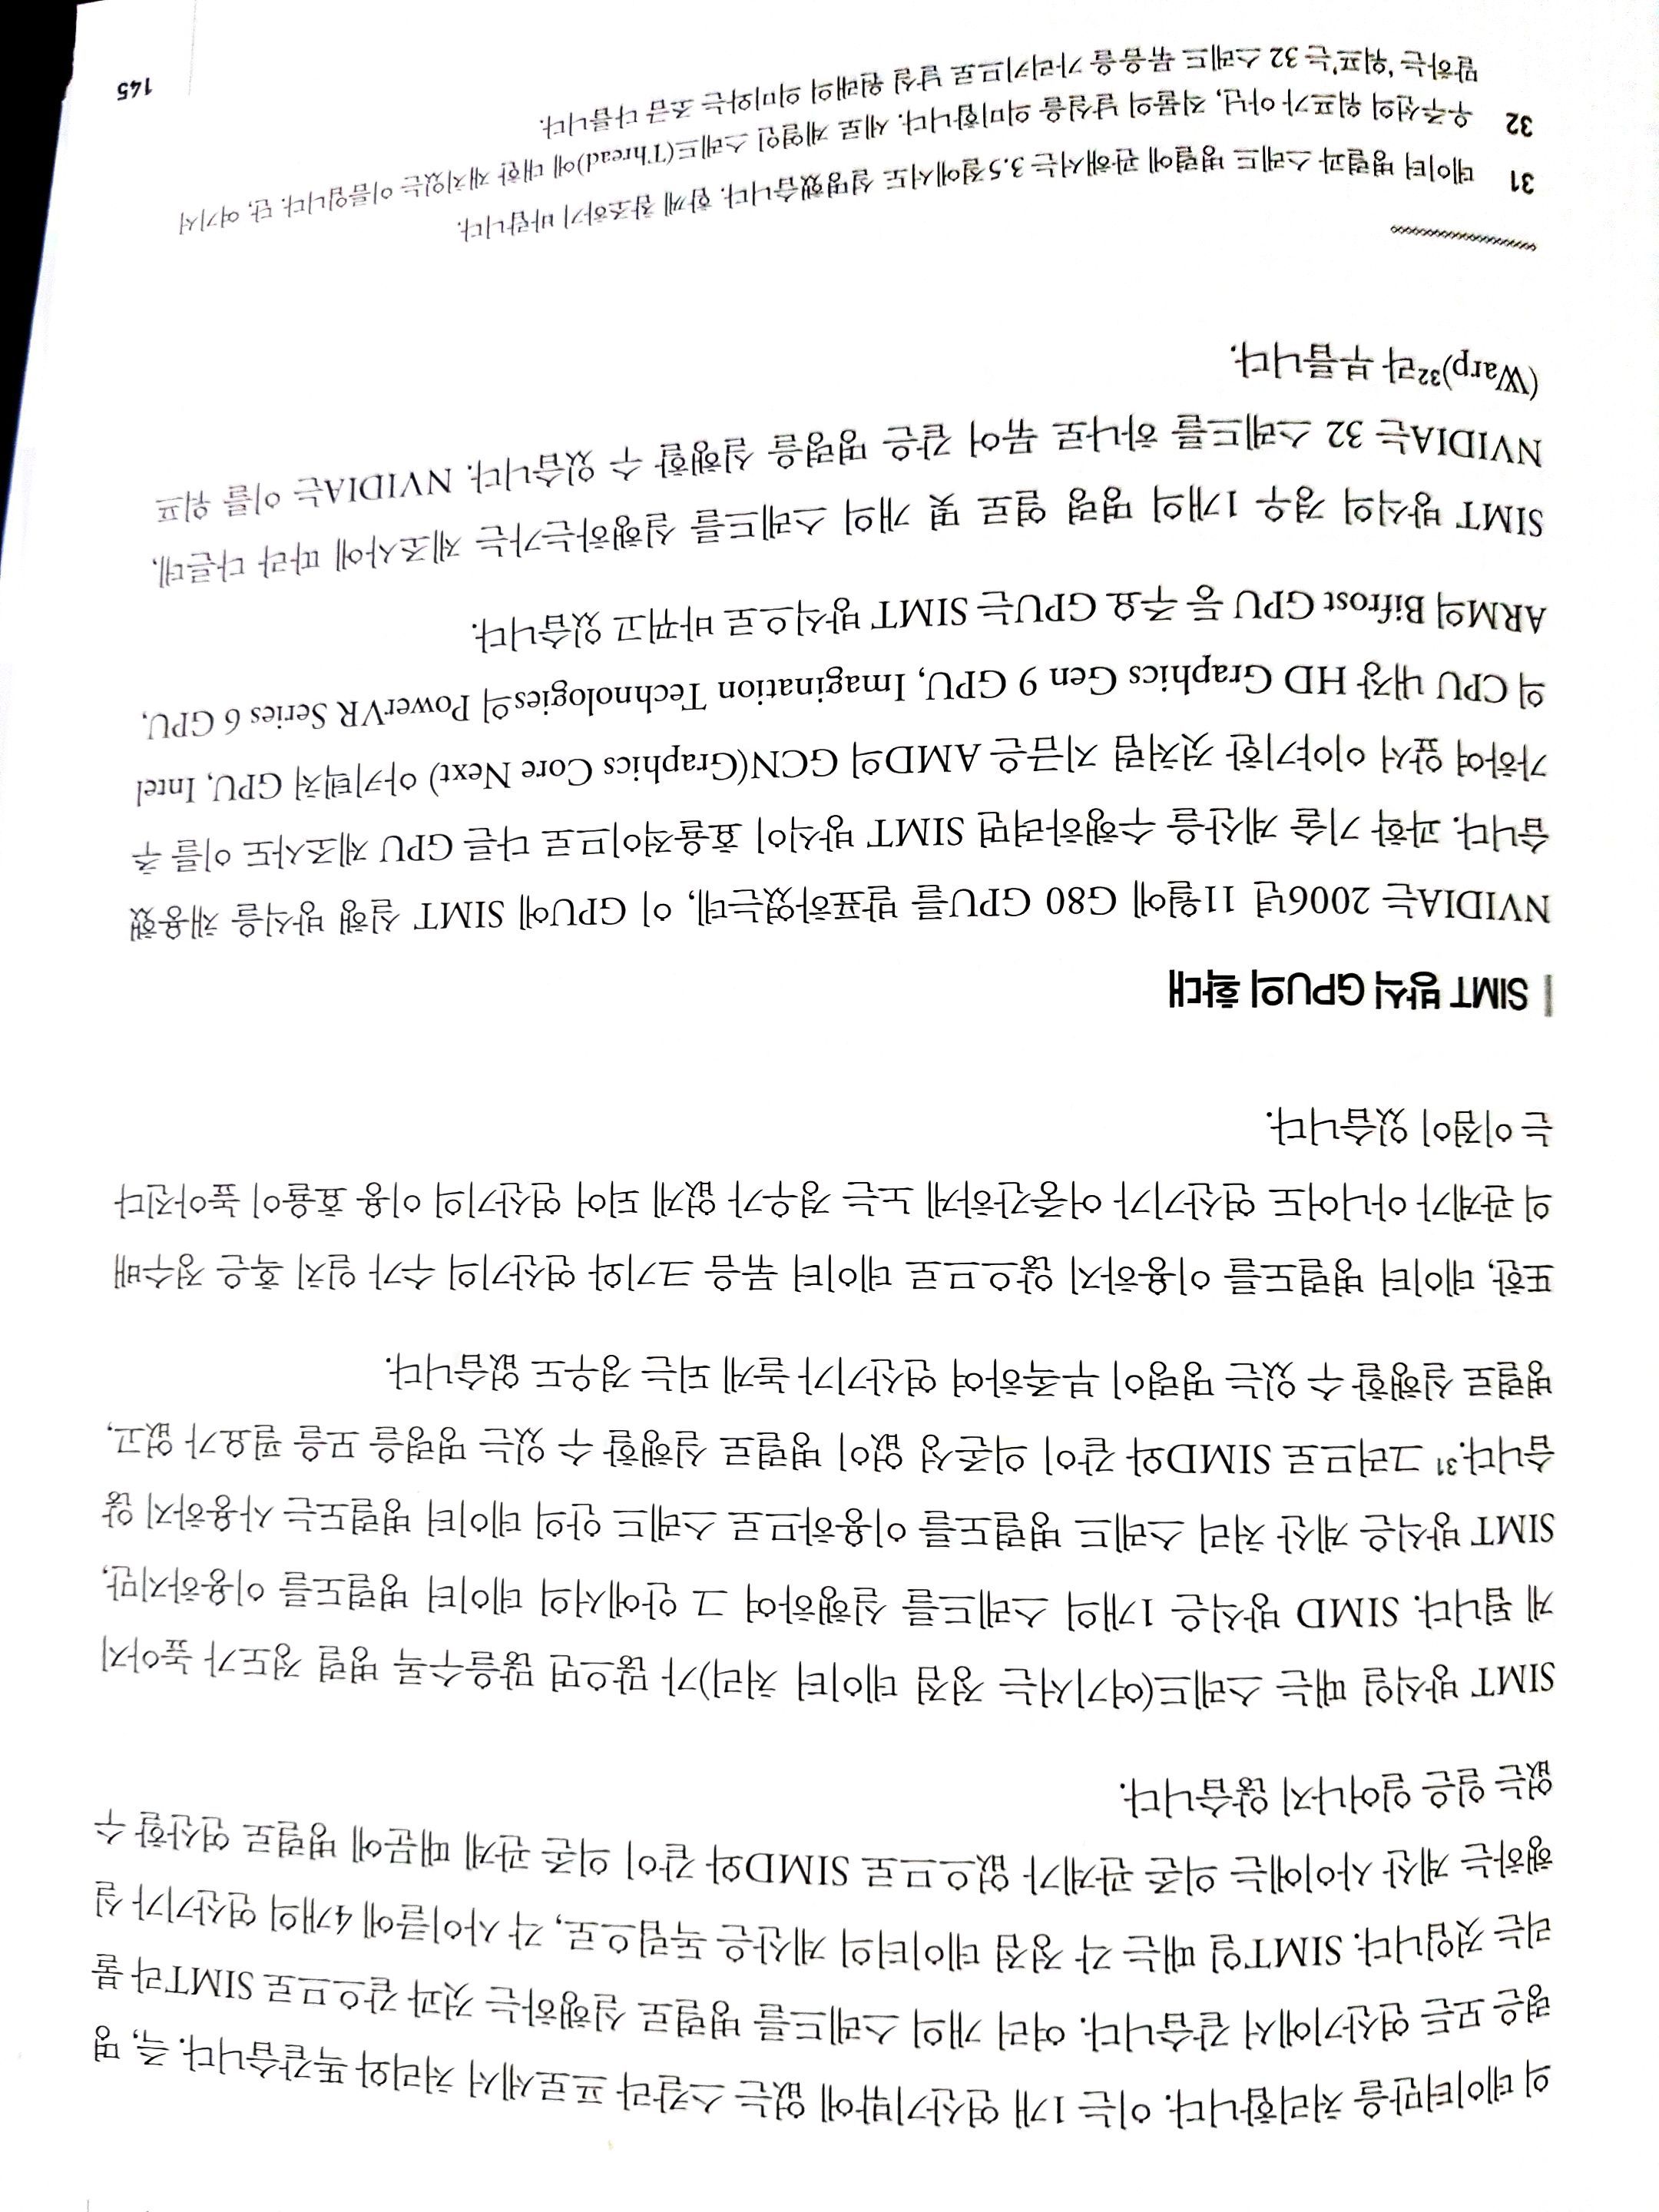 의 데이터만을 처리합니다. 이는 1개 연산기밖에 없는 스칼라 프로세서 처리와 똑같습니다. 즉, 명
령은 모든 연산기에서 같습니다. 여러 개의 스레드를 병렬로 실행하는 것과 같으므로 SIMT라 불
리는 것입니다. SIMT일 때는 각 정점 데이터의 계산은 독립으로, 각 사이클에 4개의 연산기가 실
행하는 계산 사이에는 의존 관계가 없으므로 SIMD와 같이 의존 관계 때문에 병렬로 연산할 수
없는 일은 일어나지 않습니다.
SIMT 방식일 때는 스레드(여기서는 정점 데이터 처리)가 많으면 많을수록 병렬 정도가 높아지
게 됩니다. SIMD 방식은 1개의 스레드를 실행하여 그 안에서의 데이터 병렬도를 이용하지만,
SIMT 방식은 계산 처리 스레드 병렬도를 이용하므로 스레드 안의 데이터 병렬도는 사용하지 않
습니다.31 그러므로 SIMD와 같이 의존성 없이 병렬로 실행할 수 있는 명령을 모을 필요가 없고,
병렬로 실행할 수 있는 명령이 부족하여 연산기가 놀게 되는 경우도 없습니다.
또한, 데이터 병렬도를 이용하지 않으므로 데이터 묶음 크기와 연산기의 수가 일치 혹은 정수배
의 관계가 아니어도 연산기가 어중간하게 노는 경우가 없게 되어 연산기의 이용 효율이 높아진다
는 이점이 있습니다.
SIMT 방식 GPU의 확대
NVIDIA는 2006년 11월에 G80 GPU를 발표하였는데, 이 GPU에 SIMT 실행 방식을 채용했
습니다. 과학 기술 계산을 수행하려면 SIMT 방식이 효율적이므로 다른 GPU 제조사도 이를 추
가하여 앞서 이야기한 것처럼 지금은 AMD의 GCN(Graphics Core Next) 아키텍처 GPU, Intel
의 CPU 내장 HD Graphics Gen 9 GPU, Imagination Technologies의 PowerVR Series 6 GPU,
ARM의 Bifrost GPU 등 주요 GPU는 SIMT 방식으로 바뀌고 있습니다.
SIMT 방식의 경우 1개의 명령 열로 몇 개의 스레드를 실행하는가는 제조사에 따라 다른데,
NVIDIA는 32 스레드를 하나로 묶어 같은 명령을 실행할 수 있습니다. NVIDIA는 이를 워프
(Warp)32라 부릅니다.
31 데이터 병렬과 스레드 병렬에 관해서는 3.5절에서도 설명했습니다. 함께 참조하기 바랍니다.
32 우주선의 워프가 아닌, 직물의 날실을 의미합니다. 세로 계열인 스레드(Thread)에 대한 재치있는 이름입니다. 단, 여기서
말하는 '워프'는 32 스레드 묶음을 가리키므로 날실 원래의 의미와는 조금 다릅니다.
145